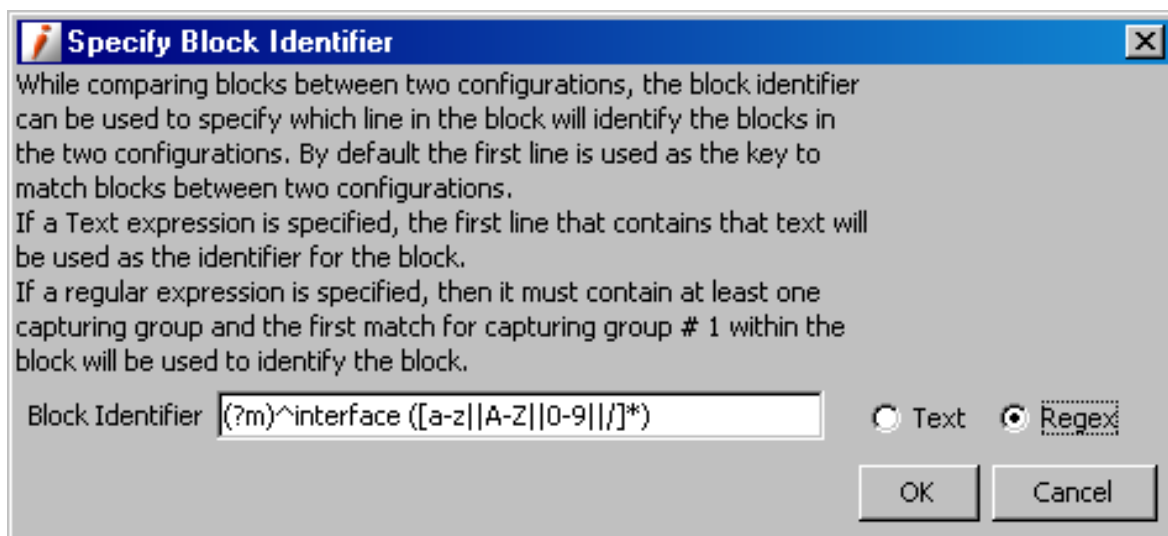 Specify Block Identifier
While comparing blocks between two configurations, the block identifier
can be used to specify which line in the block will identify the blocks in
the two configurations. By default the first line is used as the key to
match blocks between two configurations.
If a Text expression is specified, the first line that contains that text will
be used as the identifier for the block.
If a regular expression is specified, then it must contain at least one
capturing group and the first match for capturing group # 1 within the
block will be used to identify the block.
Block Identifier (?m)^interface ([a-z||A-Z||0-9||/]*) Text Regex
OK Cancel